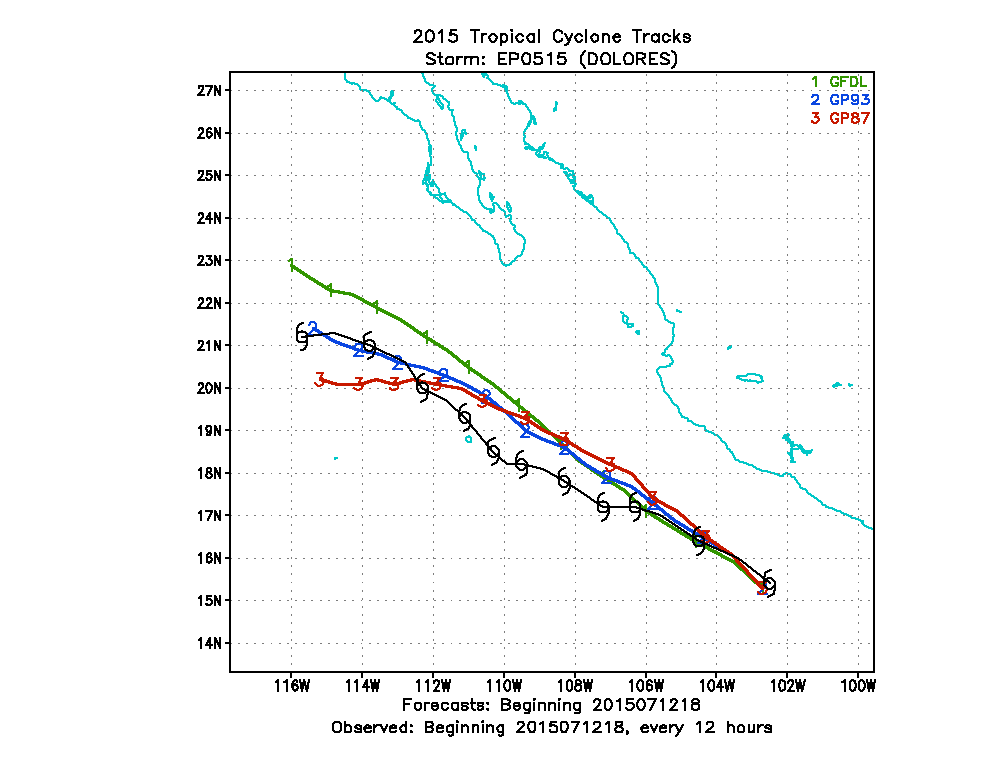 2015 Tropical Cyclone Tracks
Storm: EP0515 (DOLORES)
1 GFDL
2 GP93
3 GP87
27N
26N
25N
24N
23N
22N
21N
20N
19N
18N
17N
16N
15N
14N
116W 114W 112W 110W 108W 106W 104W 102W 100W
Forecasts: Beginning 2015071218
Observed: Beginning 2015071218, every 12 hours